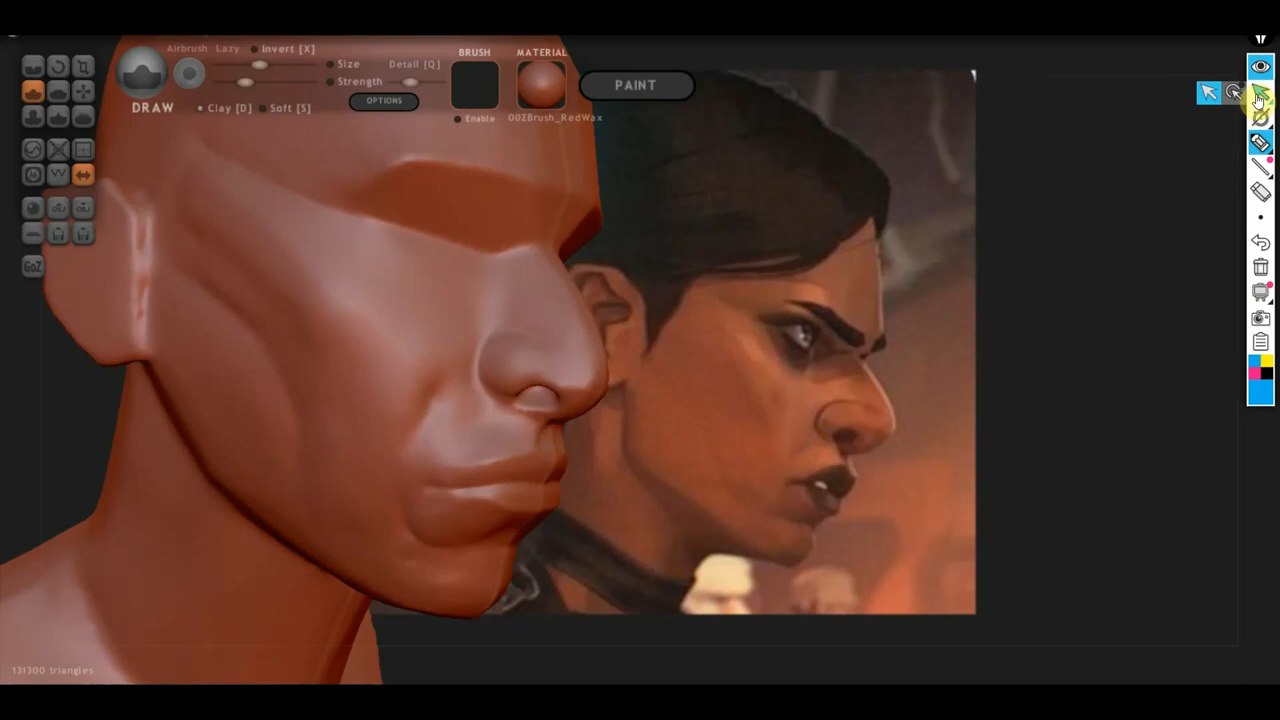 Airbrush Lazy Invert [X]
Size
Detail [Q]
Strength
DRAW
Clay [D] Soft [S]
OPTIONS
BRUSH
Enable
MATERIAL
00ZBrush_RedWax
PAINT
GoZ
131300 triangles